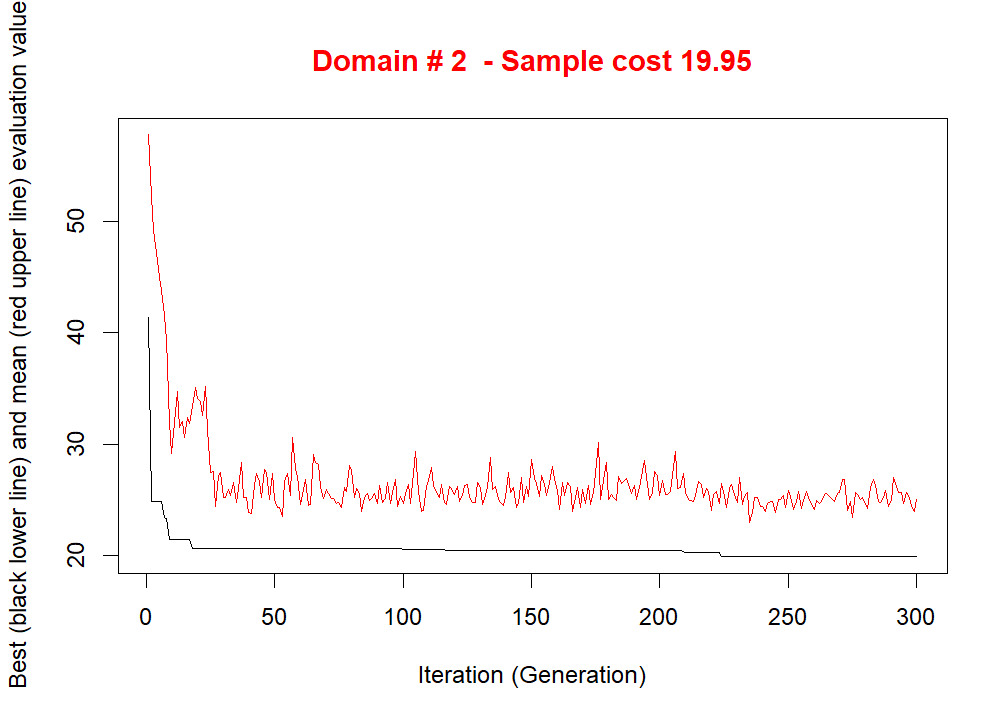 Domain # 2  - Sample cost 19.95
Best (black lower line) and mean (red upper line) evaluation value
50
40
30
20
0 50 100 150 200 250 300
Iteration (Generation)